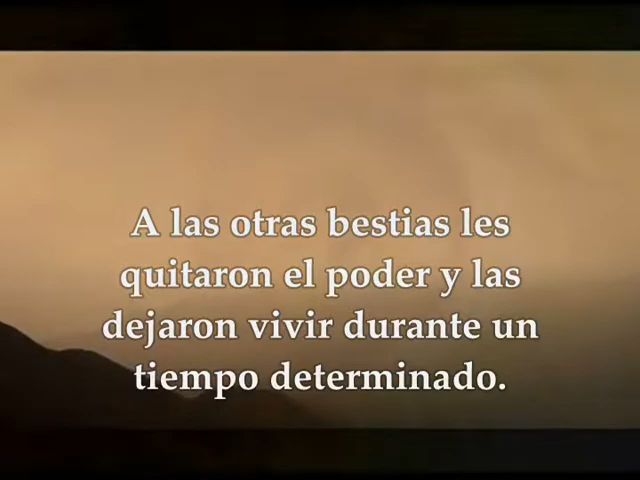 A las otras bestias les
quitaron el poder y las
dejaron vivir durante un
tiempo determinado.